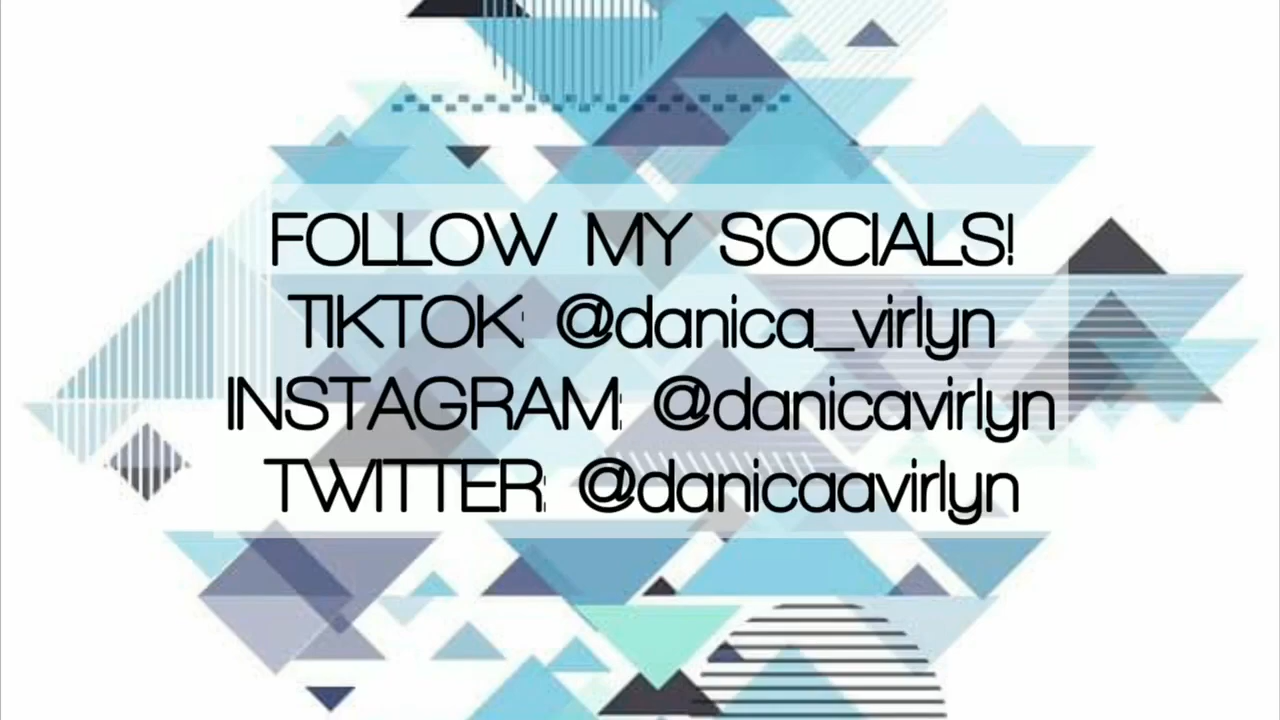 FOLLOW MY SOCIALS!
TIKTOK: @danica_virlyn
INSTAGRAM: @danicavirlyn
TWITTER: @danicaavirlyn